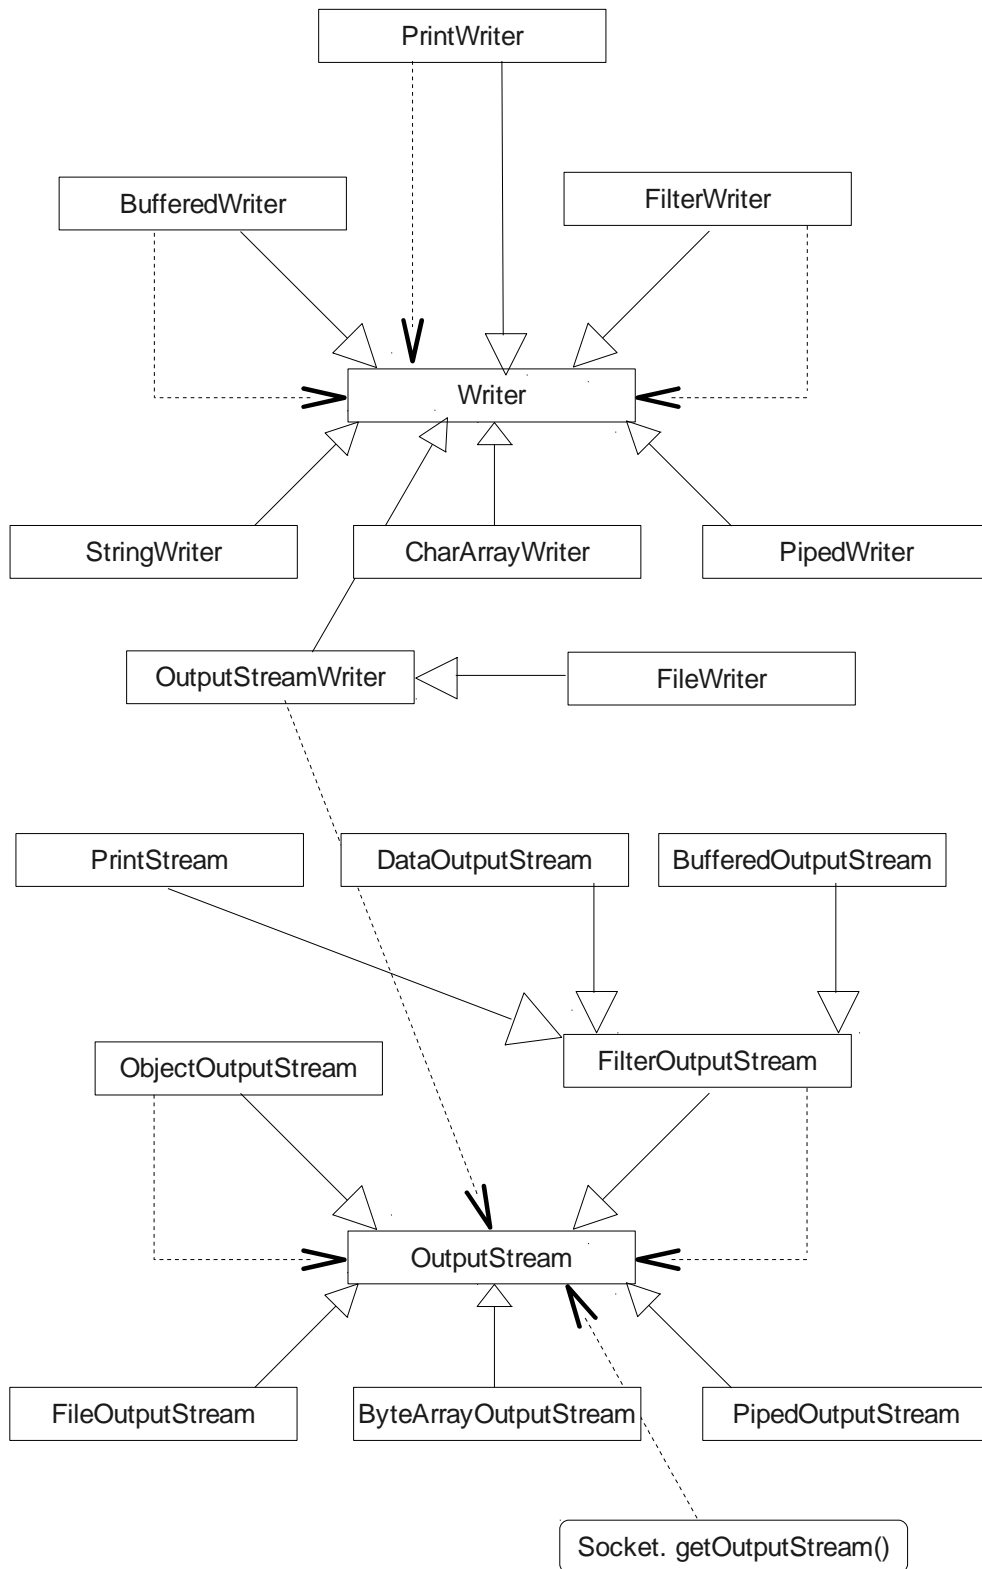 PrintWriter
BufferedWriter
FilterWriter
Writer
StringWriter
CharArrayWriter
PipedWriter
OutputStreamWriter
FileWriter
PrintStream
DataOutputStream
BufferedOutputStream
ObjectOutputStream
FilterOutputStream
OutputStream
FileOutputStream
ByteArrayOutputStream
PipedOutputStream
Socket. getOutputStream()